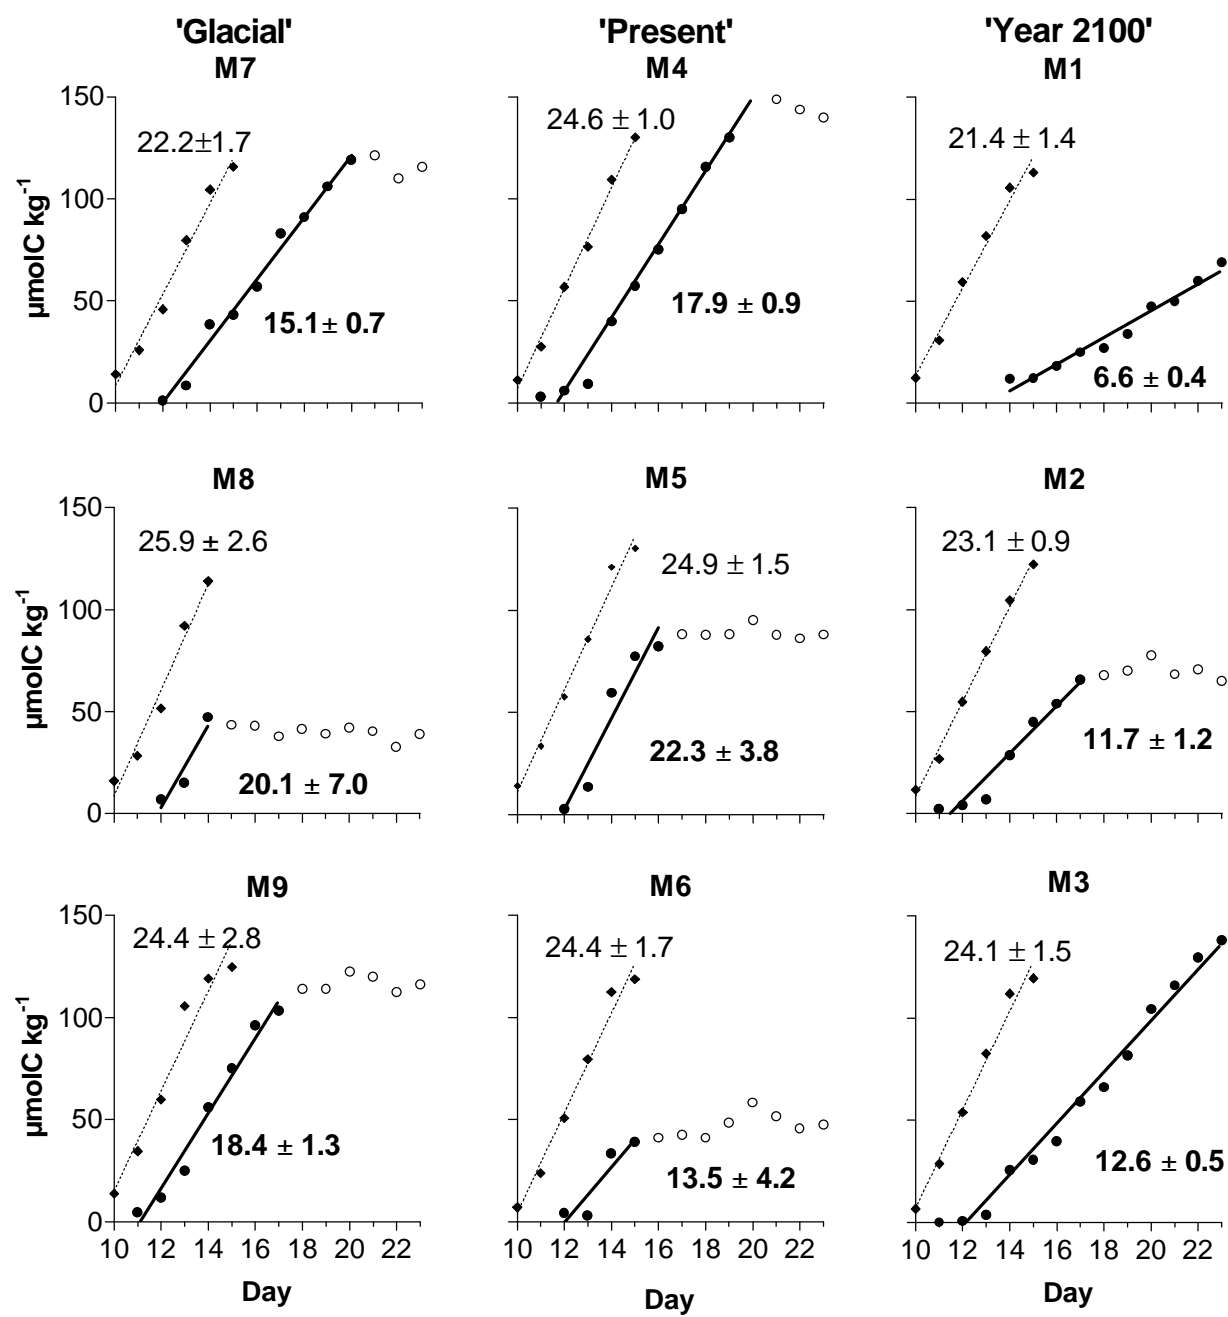 'Glacial' 'Present' 'Year 2100'
M7 M4 M1
150
22.2±1.7 24.6 ± 1.0 21.4 ± 1.4
100
µmolC kg-1
50
15.1± 0.7 17.9 ± 0.9 6.6 ± 0.4
0
M8 M5 M2
150
25.9 ± 2.6 24.9 ± 1.5 23.1 ± 0.9
100
µmolC kg-1
50
20.1 ± 7.0 22.3 ± 3.8 11.7 ± 1.2
0
M9 M6 M3
150
24.4 ± 2.8 24.4 ± 1.7 24.1 ± 1.5
100
µmolC kg-1
50
18.4 ± 1.3 13.5 ± 4.2 12.6 ± 0.5
0
10 12 14 16 18 20 22 10 12 14 16 18 20 22 10 12 14 16 18 20 22
Day Day Day